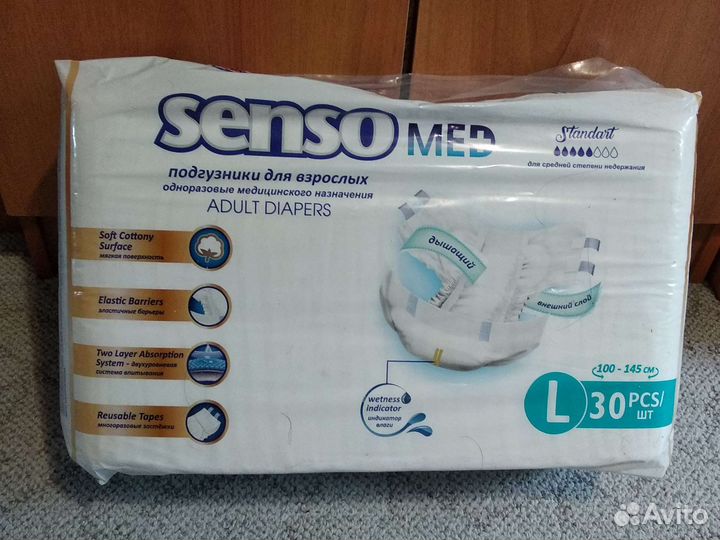 senso MED
Standart
для средней степени недержания
подгузники для взрослых
одноразовые медицинского назначения
ADULT DIAPERS
Soft Cottony
Surface
мягкая поверхность
Elastic Barriers
эластичные барьеры
Two Layer Absorption
System - двухуровневая
система впитывания
Reusable Tapes
многоразовые застёжки
дышащий
внешний слой
wetness
indicator
индикатор
влаги
100 - 145 см
L 30 PCS/
шт
Avito